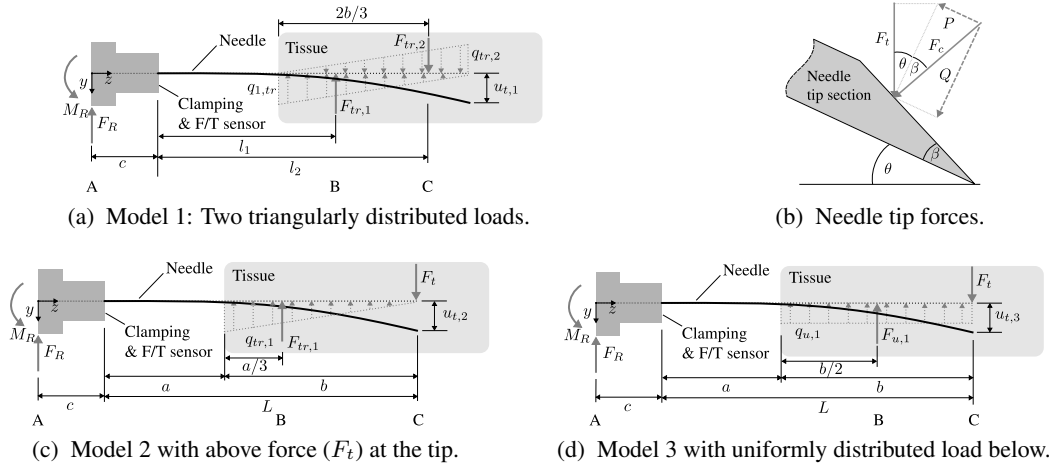 2b/3
Needle
Tissue
F_{tr,2}
q_{tr,2}
y
z
q_{1,tr}
u_{t,1}
M_R
F_R
Clamping
& F/T sensor
F_{tr,1}
l_1
c
l_2
A
B
C
(a) Model 1: Two triangularly distributed loads.
P
F_t
F_c
θ
β
Q
Needle
tip section
β
θ
(b) Needle tip forces.
Needle
Tissue
F_t
y
z
u_{t,2}
M_R
F_R
Clamping
& F/T sensor
q_{tr,1}
F_{tr,1}
a/3
a
b
c
L
A
B
C
(c) Model 2 with above force (F_t) at the tip.
Needle
Tissue
F_t
y
z
u_{t,3}
M_R
F_R
Clamping
& F/T sensor
q_{u,1}
F_{u,1}
b/2
a
b
c
L
A
B
C
(d) Model 3 with uniformly distributed load below.